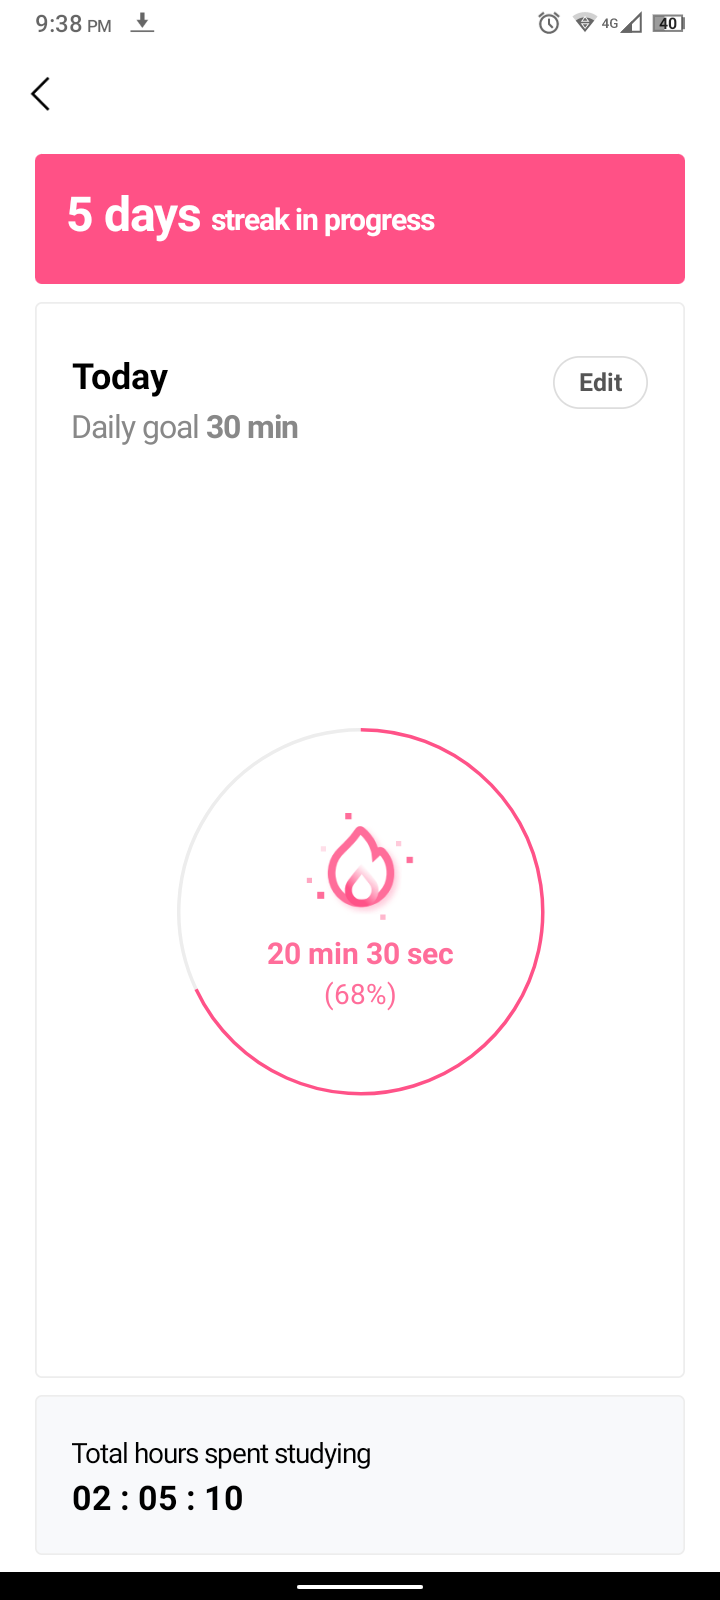 9:38 PM
4G
40
5 days streak in progress
Today
Edit
Daily goal 30 min
20 min 30 sec
(68%)
Total hours spent studying
02 : 05 : 10